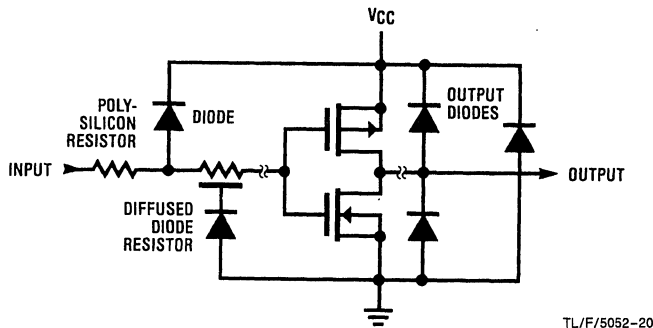 VCC
POLY-
SILICON
RESISTOR
DIODE
OUTPUT
DIODES
INPUT
OUTPUT
DIFFUSED
DIODE
RESISTOR
TL/F/5052-20